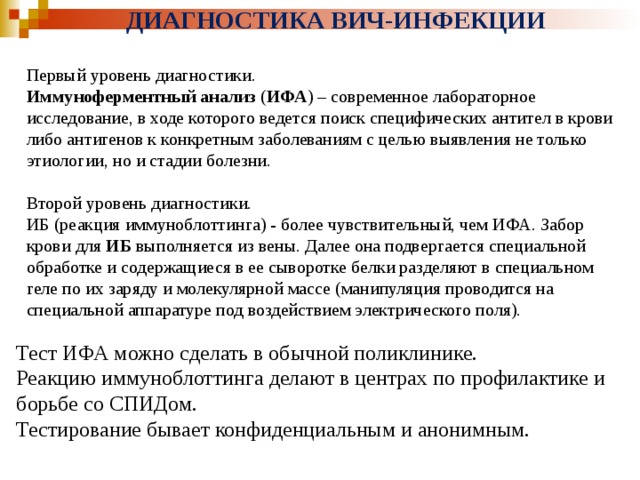 ДИАГНОСТИКА ВИЧ-ИНФЕКЦИИ
Первый уровень диагностики.
Иммуноферментный анализ (ИФА) – современное лабораторное
исследование, в ходе которого ведется поиск специфических антител в крови
либо антигенов к конкретным заболеваниям с целью выявления не только
этиологии, но и стадии болезни.
Второй уровень диагностики.
ИБ (реакция иммуноблоттинга) - более чувствительный, чем ИФА. Забор
крови для ИБ выполняется из вены. Далее она подвергается специальной
обработке и содержащиеся в ее сыворотке белки разделяют в специальном
геле по их заряду и молекулярной массе (манипуляция проводится на
специальной аппаратуре под воздействием электрического поля).
Тест ИФА можно сделать в обычной поликлинике.
Реакцию иммуноблоттинга делают в центрах по профилактике и
борьбе со СПИДом.
Тестирование бывает конфиденциальным и анонимным.